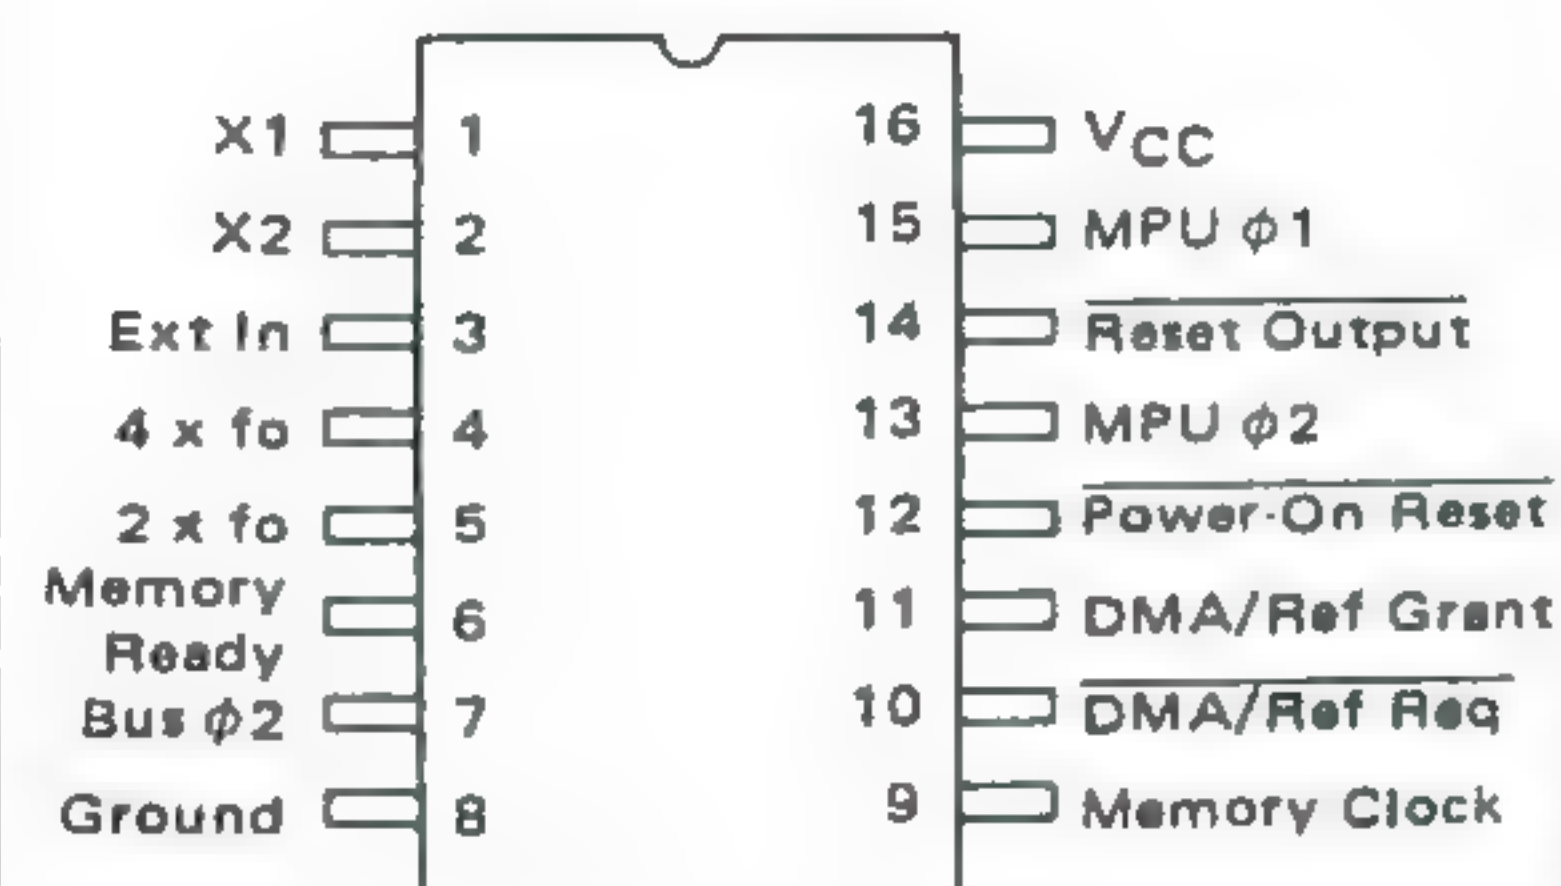 X1 1 16 VCC
X2 2 15 MPU ϕ1
Ext In 3 14 Reset Output
4 x fo 4 13 MPU ϕ2
2 x fo 5 12 Power-On Reset
Memory
Ready 6 11 DMA/Ref Grant
Bus ϕ2 7 10 DMA/Ref Req
Ground 8 9 Memory Clock